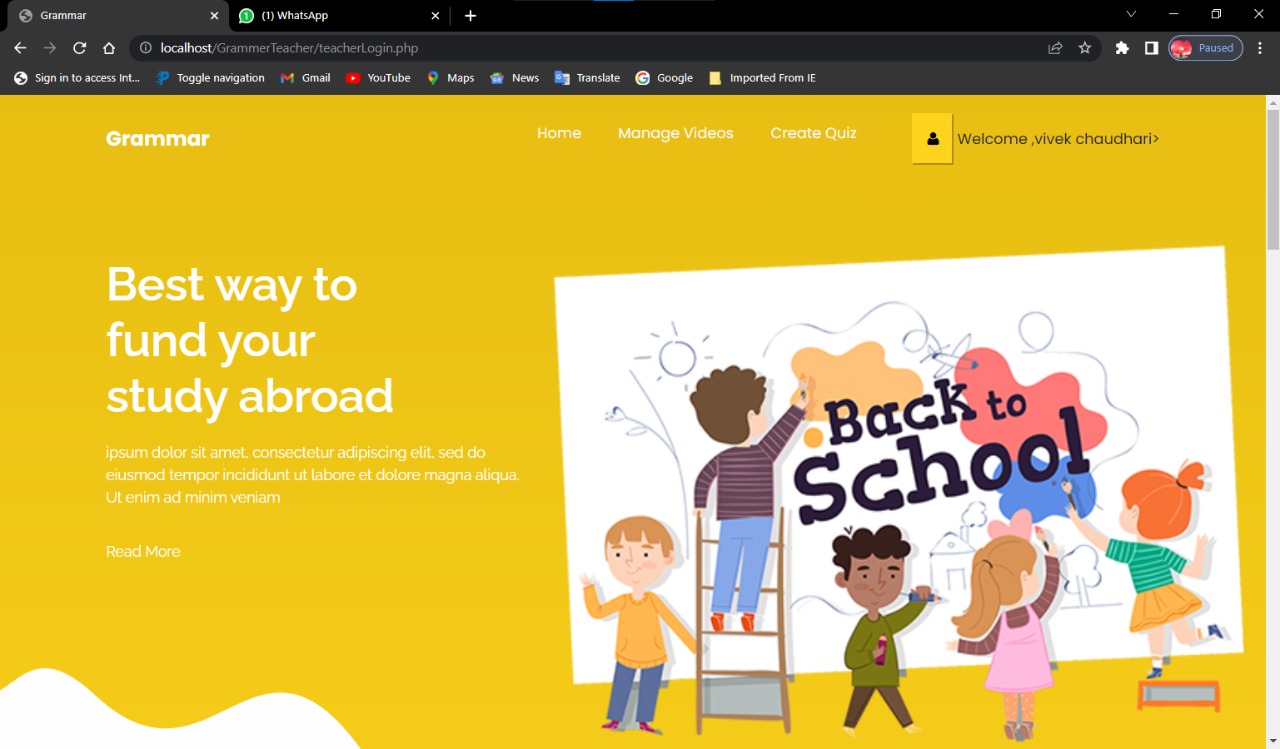 Grammar
(1) WhatsApp
localhost/GrammerTeacher/teacherLogin.php
Paused
Sign in to access Int...
Toggle navigation
Gmail
YouTube
Maps
News
Translate
Google
Imported From IE
Grammar
Home
Manage Videos
Create Quiz
Welcome ,vivek chaudhari>
Best way to
fund your
study abroad
ipsum dolor sit amet, consectetur adipiscing elit, sed do
eiusmod tempor incididunt ut labore et dolore magna aliqua.
Ut enim ad minim veniam
Read More
Back to
School